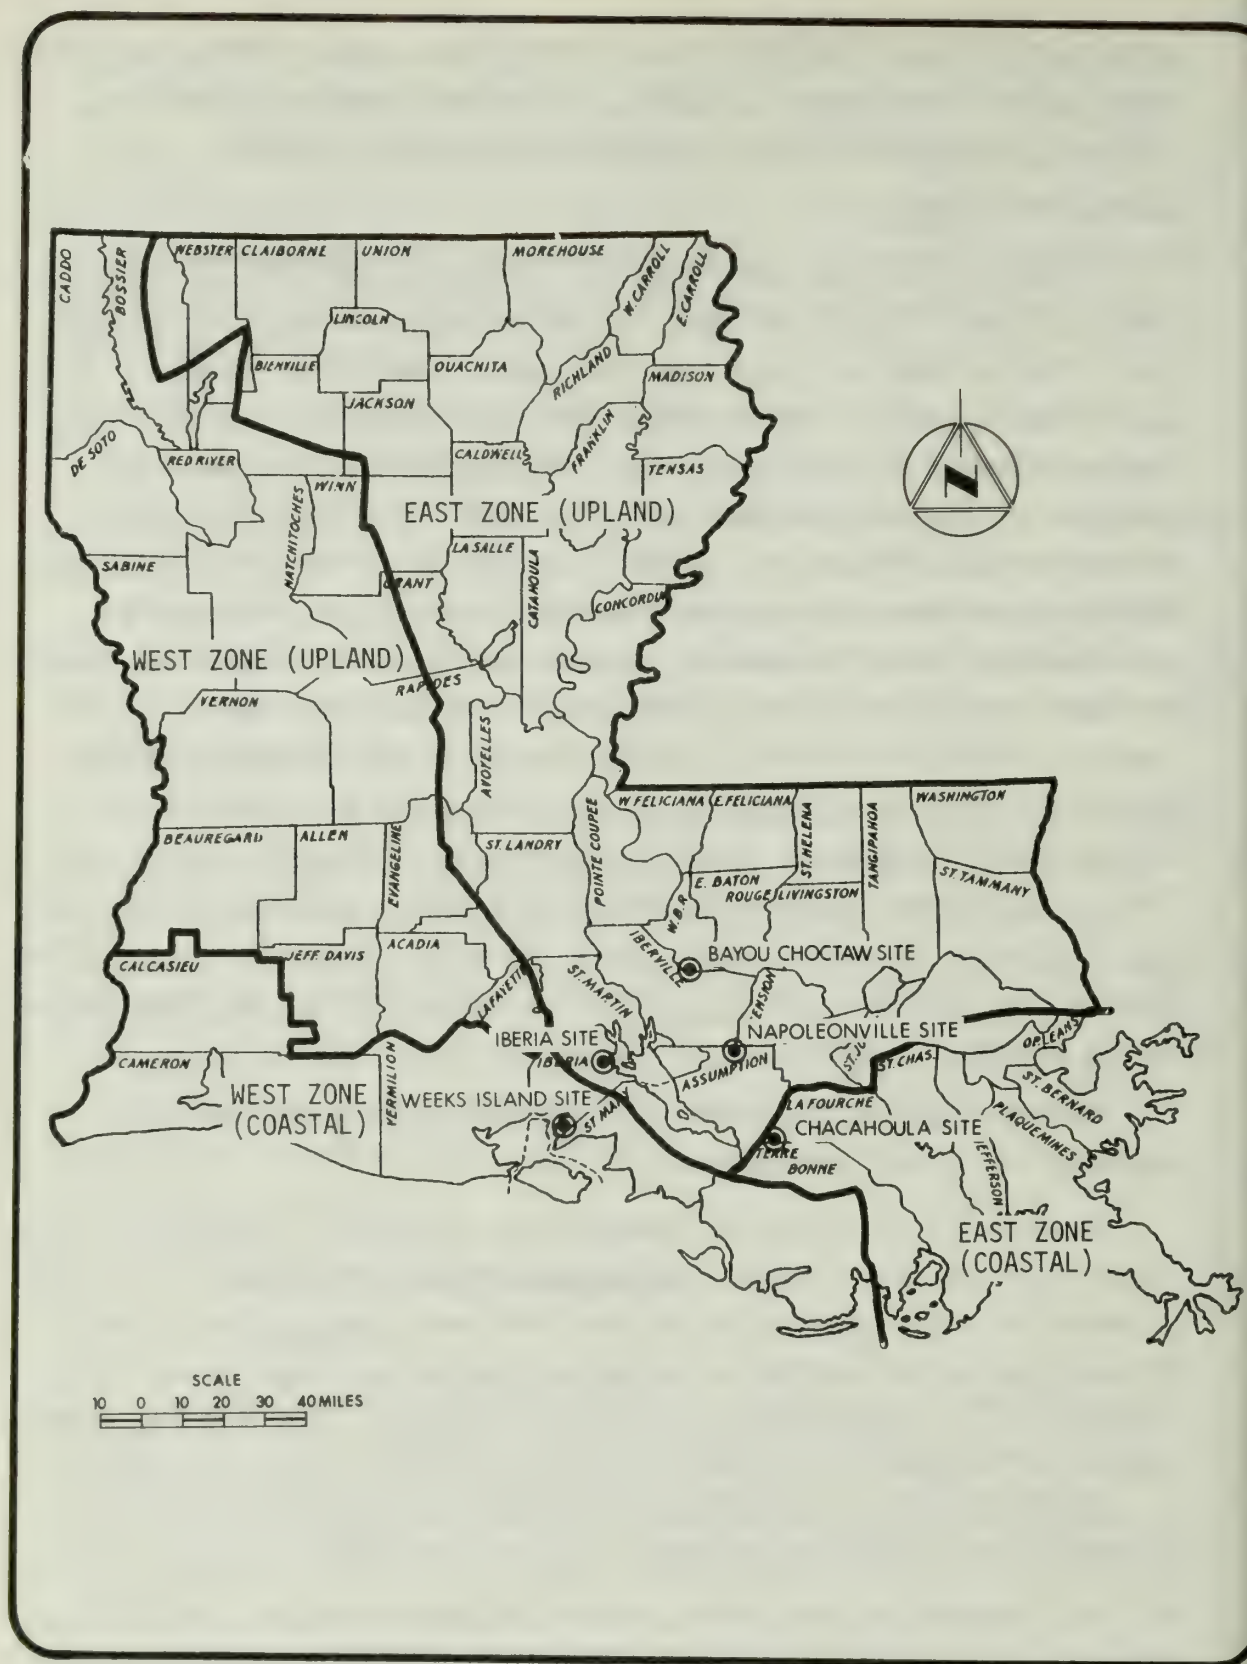 WEBSTER
CLAIBORNE
UNION
MOREHOUSE
CADDO
BOSSIER
W. CARROLL
E. CARROLL
LINCOLN
BIENVILLE
OUACHITA
RICHLAND
MADISON
JACKSON
DE SOTO
RED RIVER
CALDWELL
FRANKLIN
TENSAS
WINN
NATCHITOCHES
EAST ZONE (UPLAND)
N
SABINE
LA SALLE
GRANT
CATAHOULA
CONCORDIA
WEST ZONE (UPLAND)
RAPIDES
VERNON
AVOYELLES
W FELICIANA
E.FELICIANA
ST. HELENA
TANGIPAHOA
WASHINGTON
BEAUREGARD
ALLEN
EVANGELINE
ST. LANDRY
POINTE COUPEE
E. BATON
ROUGE
LIVINGSTON
ST. TAMMANY
W.B.R.
CALCASIEU
JEFF. DAVIS
ACADIA
LAFAYETTE
ST. MARTIN
IBERVILLE
BAYOU CHOCTAW SITE
ENSION
NAPOLEONVILLE SITE
ORLEANS
CAMERON
VERMILION
IBERIA SITE
IBERIA
ASSUMPTION
ST. J
ST. CHAS.
ST. BERNARD
WEST ZONE
(COASTAL)
WEEKS ISLAND SITE
ST MARY
LA FOURCHE
PLAQUEMINES
CHACAHOULA SITE
TERRE
BONNE
JEFFERSON
EAST ZONE
(COASTAL)
SCALE
10 0 10 20 30 40 MILES